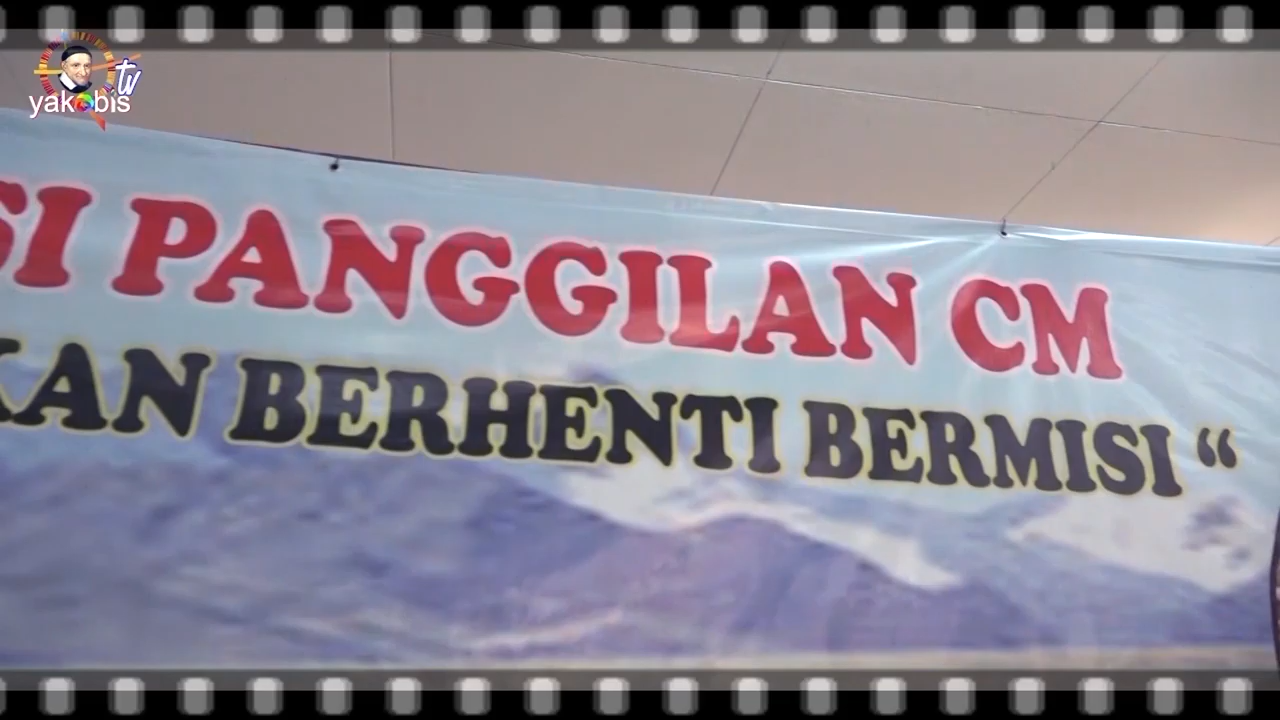 tv
yakobis
SI PANGGILAN CM
KAN BERHENTI BERMISI “